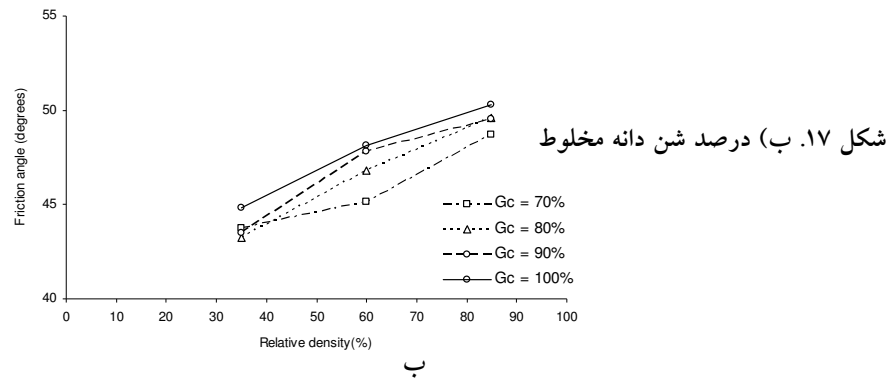 55
50
45
40
Friction angle (degrees)
شکل ۱۷. ب) درصد شن دانه مخلوط
Gc = 70%
Gc = 80%
Gc = 90%
Gc = 100%
0 10 20 30 40 50 60 70 80 90 100
Relative density(%)
ب